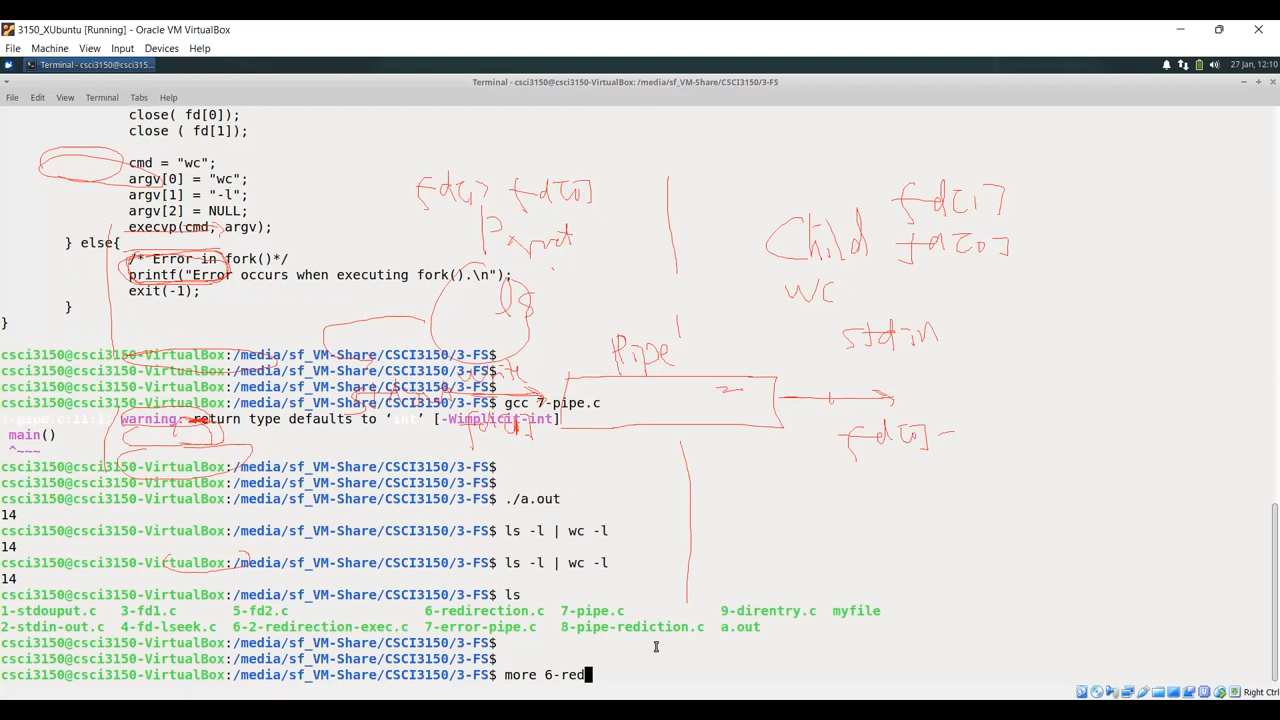 3150_XUbuntu [Running] - Oracle VM VirtualBox
File Machine View Input Devices Help
Terminal - csci3150@csci315... 27 Jan, 12:10
Terminal - csci3150@csci3150-VirtualBox: /media/sf_VM-Share/CSCI3150/3-FS
File Edit View Terminal Tabs Help
close( fd[0]);
close ( fd[1]);
cmd = "wc";
argv[0] = "wc";
argv[1] = "-l";
argv[2] = NULL;
execvp(cmd, argv);
} else{
/* Error in fork()*/
printf("Error occurs when executing fork().\n");
exit(-1);
}
}
fd[1] fd[0]
Parent
ls
Child
fd[1]
fd[0]
wc
stdin
Pipe
write
fd[0]
csci3150@csci3150-VirtualBox:/media/sf_VM-Share/CSCI3150/3-FS$
csci3150@csci3150-VirtualBox:/media/sf_VM-Share/CSCI3150/3-FS$
csci3150@csci3150-VirtualBox:/media/sf_VM-Share/CSCI3150/3-FS$
csci3150@csci3150-VirtualBox:/media/sf_VM-Share/CSCI3150/3-FS$ gcc 7-pipe.c
warning: return type defaults to ‘int’ [-Wimplicit-int]
main()
^~~~
csci3150@csci3150-VirtualBox:/media/sf_VM-Share/CSCI3150/3-FS$
csci3150@csci3150-VirtualBox:/media/sf_VM-Share/CSCI3150/3-FS$
csci3150@csci3150-VirtualBox:/media/sf_VM-Share/CSCI3150/3-FS$ ./a.out
14
csci3150@csci3150-VirtualBox:/media/sf_VM-Share/CSCI3150/3-FS$ ls -l | wc -l
14
csci3150@csci3150-VirtualBox:/media/sf_VM-Share/CSCI3150/3-FS$ ls -l | wc -l
14
csci3150@csci3150-VirtualBox:/media/sf_VM-Share/CSCI3150/3-FS$ ls
1-stdouput.c 3-fd1.c 5-fd2.c 6-redirection.c 7-pipe.c 9-direntry.c myfile
2-stdin-out.c 4-fd-lseek.c 6-2-redirection-exec.c 7-error-pipe.c 8-pipe-rediction.c a.out
csci3150@csci3150-VirtualBox:/media/sf_VM-Share/CSCI3150/3-FS$
csci3150@csci3150-VirtualBox:/media/sf_VM-Share/CSCI3150/3-FS$
csci3150@csci3150-VirtualBox:/media/sf_VM-Share/CSCI3150/3-FS$ more 6-red
Right Ctrl